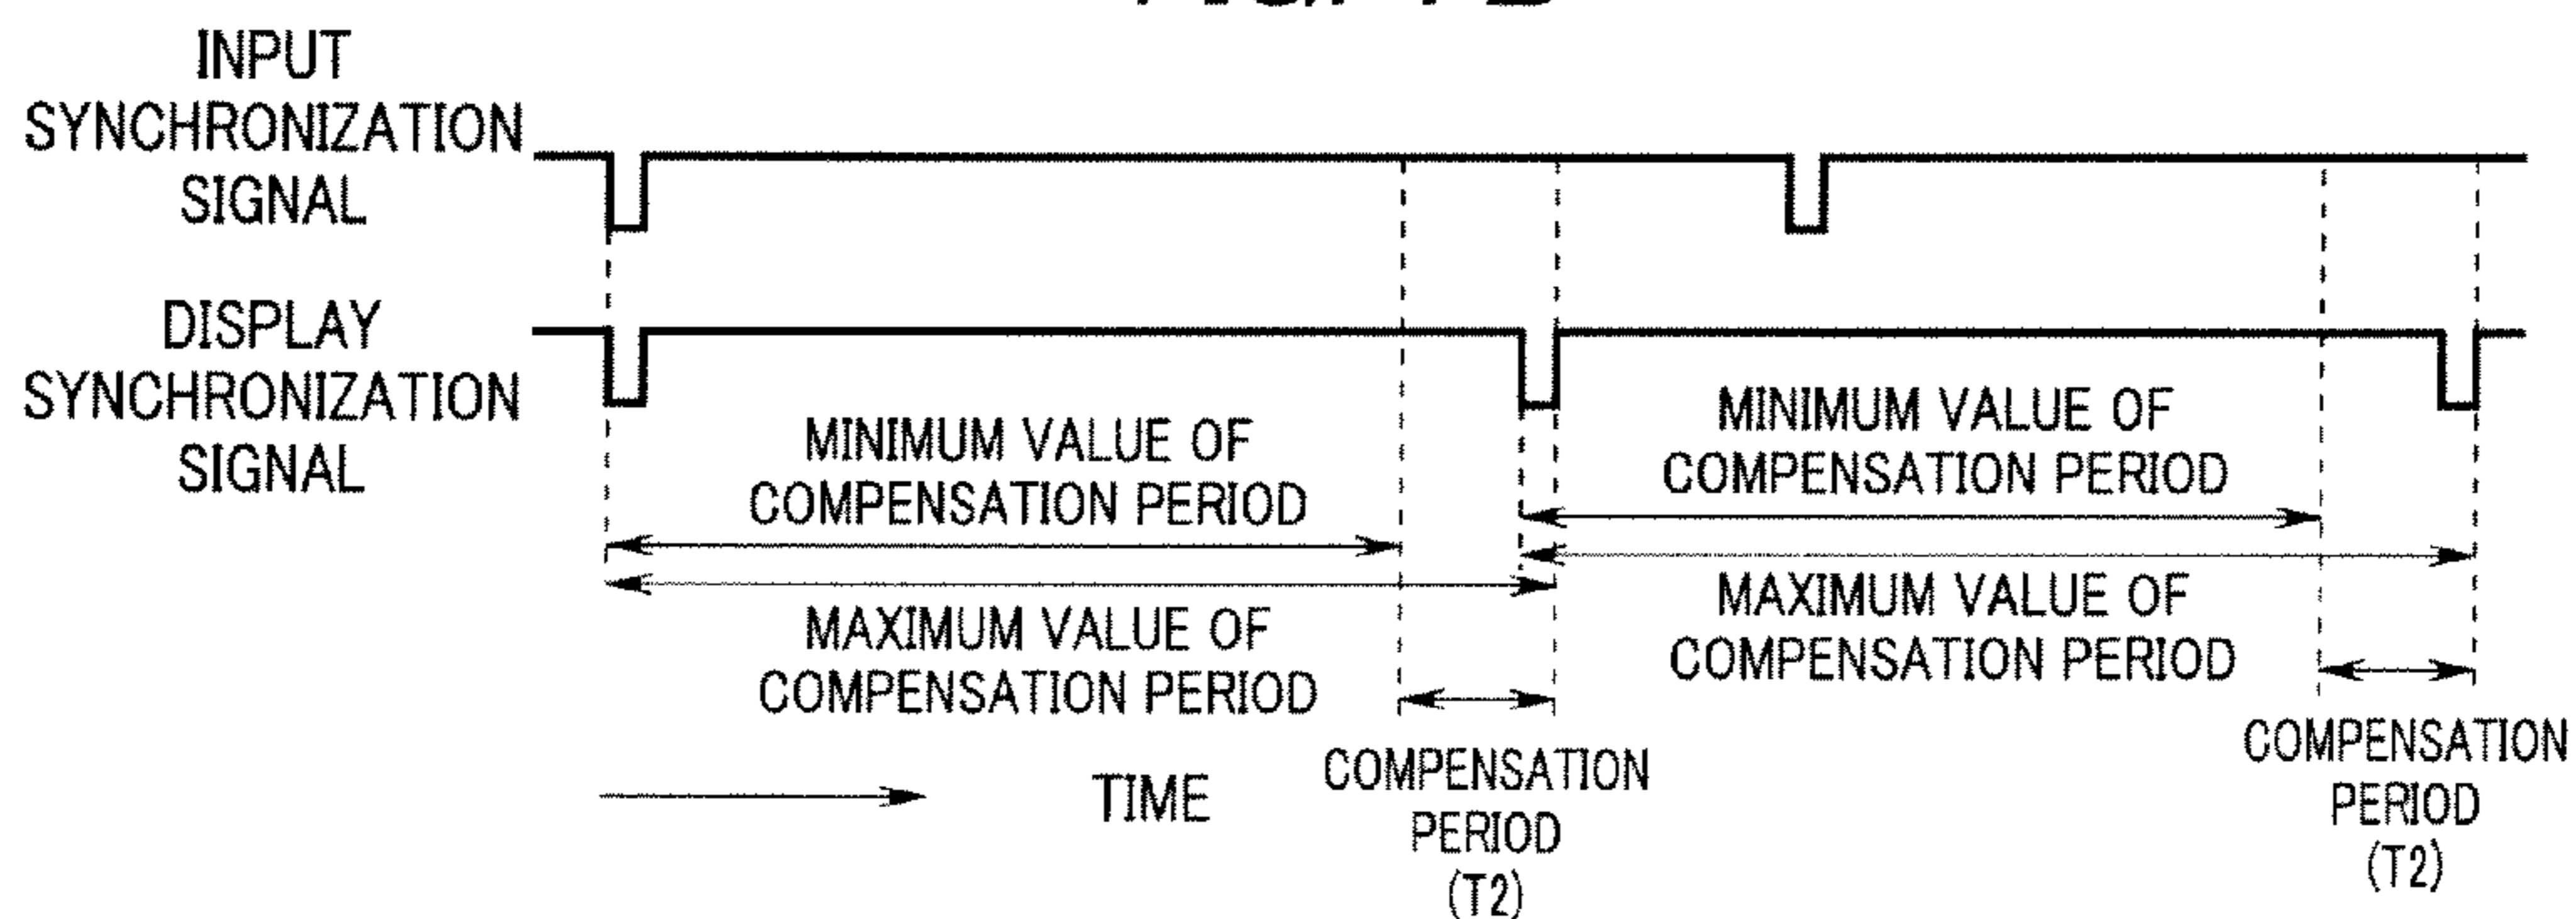 INPUT
SYNCHRONIZATION
SIGNAL
DISPLAY
SYNCHRONIZATION
SIGNAL
MINIMUM VALUE OF
COMPENSATION PERIOD
MAXIMUM VALUE OF
COMPENSATION PERIOD
MINIMUM VALUE OF
COMPENSATION PERIOD
MAXIMUM VALUE OF
COMPENSATION PERIOD
TIME
COMPENSATION
PERIOD
(T2)
COMPENSATION
PERIOD
(T2)